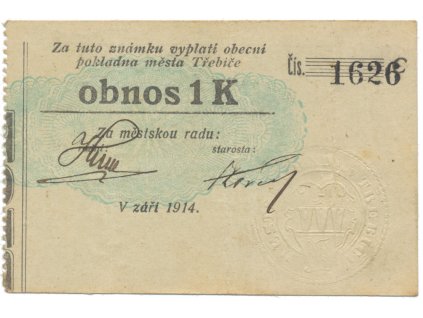 Za tuto známku vyplatí obecní
pokladna města Třebíče
Čís. 1626
obnos 1 K
Za městskou radu:
starosta:
V září 1914.